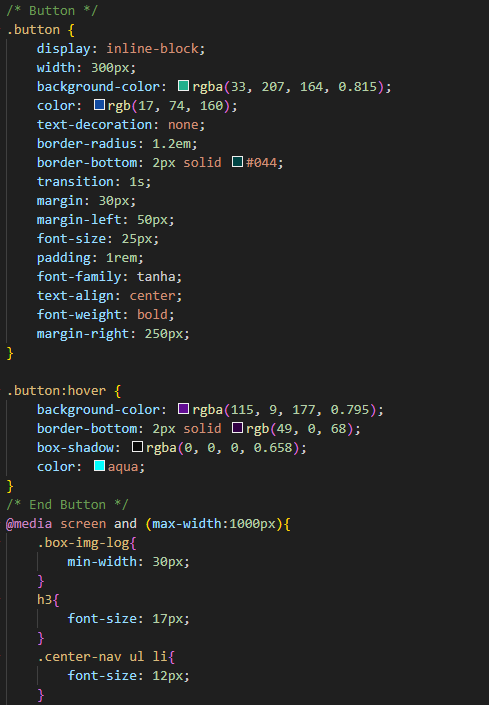 /* Button */
.button {
    display: inline-block;
    width: 300px;
    background-color: rgba(33, 207, 164, 0.815);
    color: rgb(17, 74, 160);
    text-decoration: none;
    border-radius: 1.2em;
    border-bottom: 2px solid #044;
    transition: 1s;
    margin: 30px;
    margin-left: 50px;
    font-size: 25px;
    padding: 1rem;
    font-family: tanha;
    text-align: center;
    font-weight: bold;
    margin-right: 250px;
}

.button:hover {
    background-color: rgba(115, 9, 177, 0.795);
    border-bottom: 2px solid rgb(49, 0, 68);
    box-shadow: rgba(0, 0, 0, 0.658);
    color: aqua;
}
/* End Button */
@media screen and (max-width:1000px){
    .box-img-log{
        min-width: 30px;
    }
    h3{
        font-size: 17px;
    }
    .center-nav ul li{
        font-size: 12px;
    }